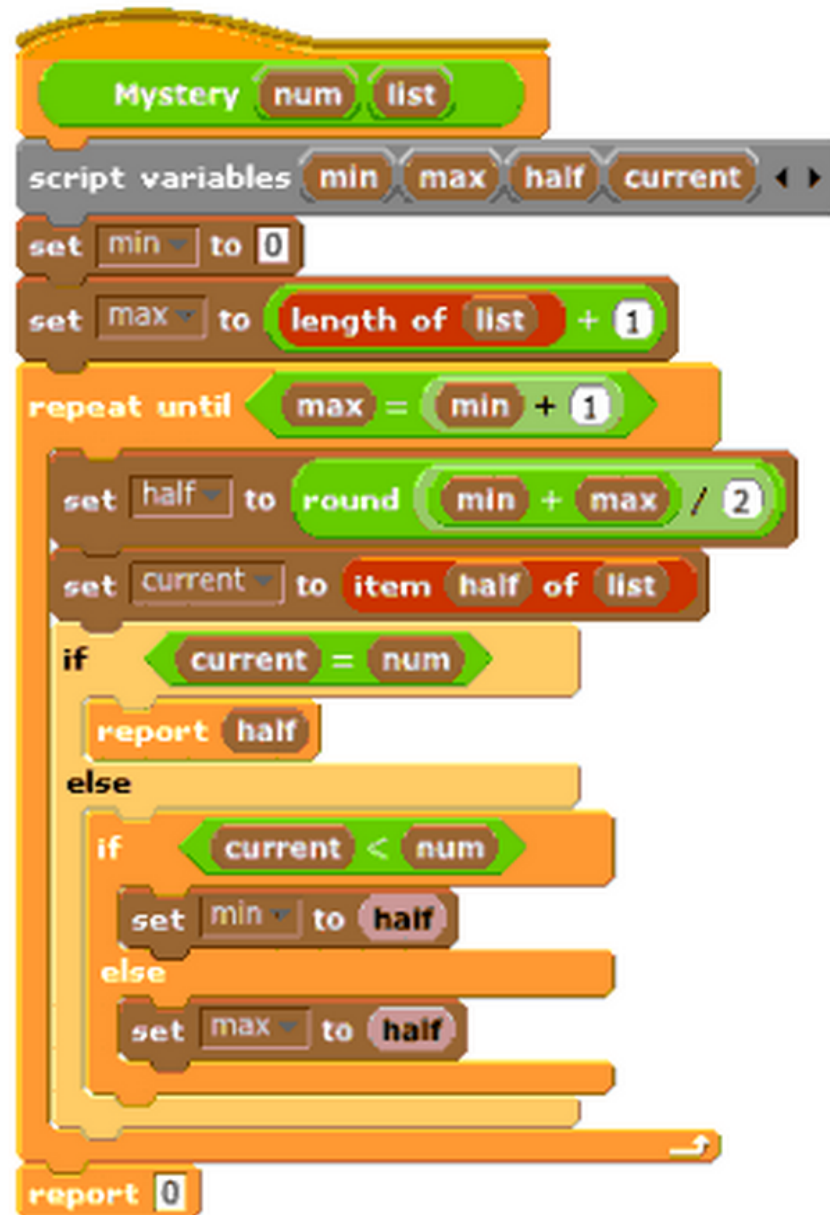 Mystery num list
script variables min max half current
set min to 0
set max to length of list + 1
repeat until max = min + 1
set half to round min + max / 2
set current to item half of list
if current = num
report half
else
if current < num
set min to half
else
set max to half
report 0